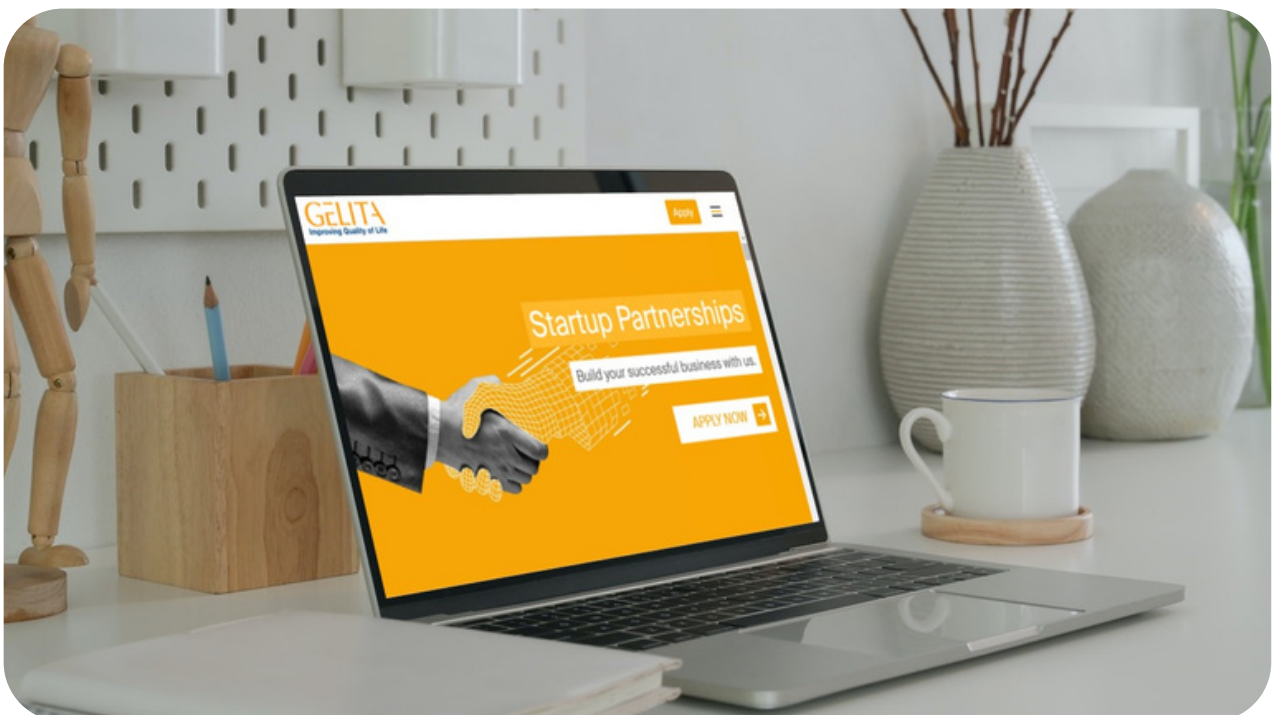 GELITA
Improving Quality of Life
Apply
Startup Partnerships
Build your successful business with us.
APPLY NOW